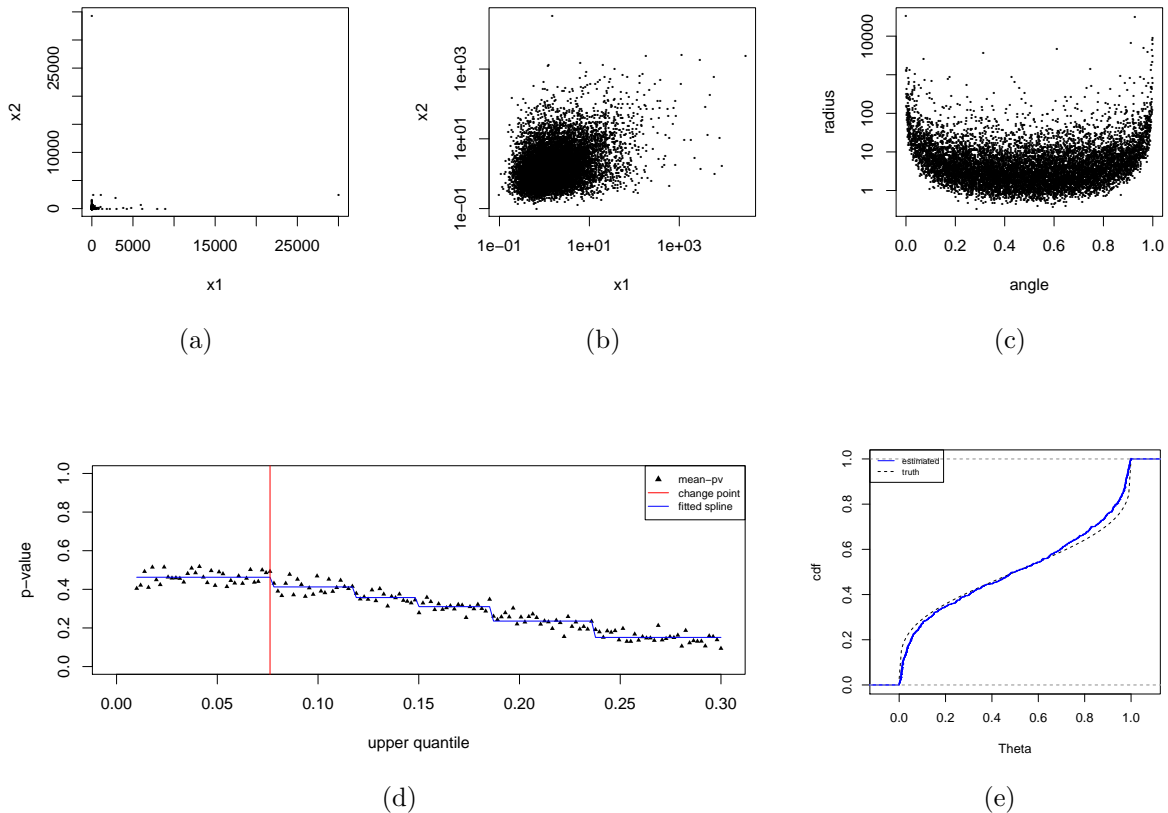 x2
0 10000 25000
0 5000 15000 25000
x1
(a)
x2
1e−01 1e+01 1e+03
1e−01 1e+01 1e+03
x1
(b)
radius
1 10 100 10000
0.0 0.2 0.4 0.6 0.8 1.0
angle
(c)
p−value
0.0 0.2 0.4 0.6 0.8 1.0
mean−pv
change point
fitted spline
0.00 0.05 0.10 0.15 0.20 0.25 0.30
upper quantile
(d)
cdf
0.0 0.2 0.4 0.6 0.8 1.0
estimated
truth
0.0 0.2 0.4 0.6 0.8 1.0
Theta
(e)